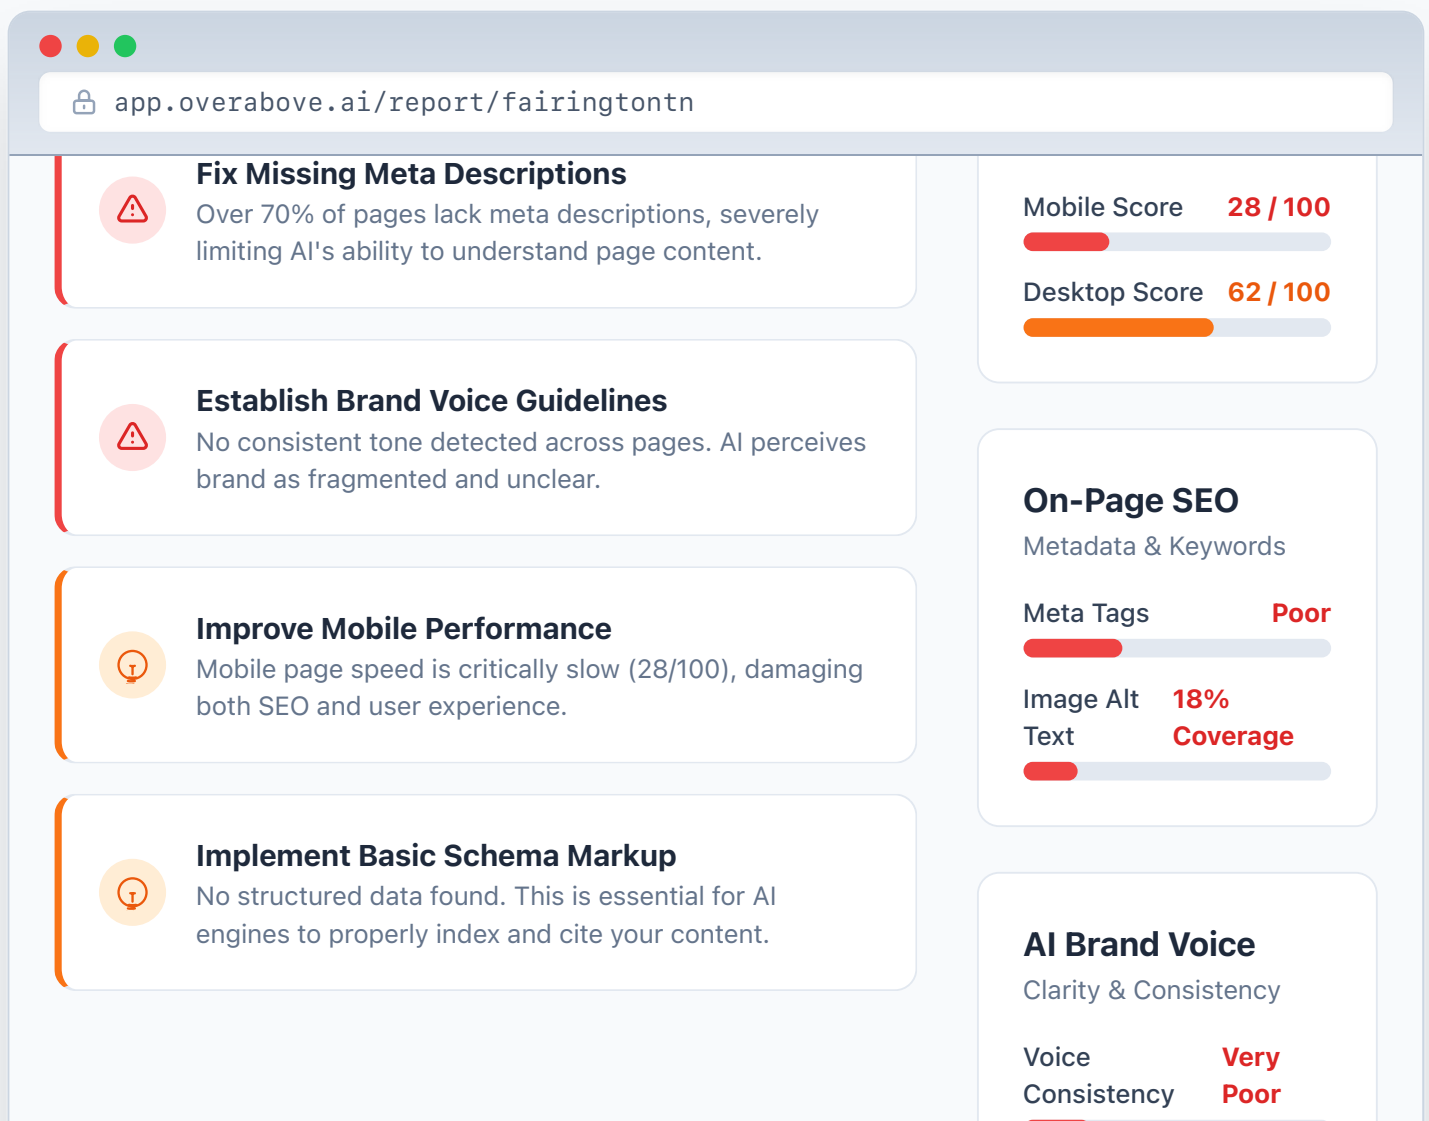 app.overabove.ai/report/fairingtontn
Fix Missing Meta Descriptions
Over 70% of pages lack meta descriptions, severely
limiting AI's ability to understand page content.
Establish Brand Voice Guidelines
No consistent tone detected across pages. AI perceives
brand as fragmented and unclear.
Improve Mobile Performance
Mobile page speed is critically slow (28/100), damaging
both SEO and user experience.
Implement Basic Schema Markup
No structured data found. This is essential for AI
engines to properly index and cite your content.
Mobile Score 28 / 100
Desktop Score 62 / 100
On-Page SEO
Metadata & Keywords
Meta Tags Poor
Image Alt 18%
Text Coverage
AI Brand Voice
Clarity & Consistency
Voice Very
Consistency Poor